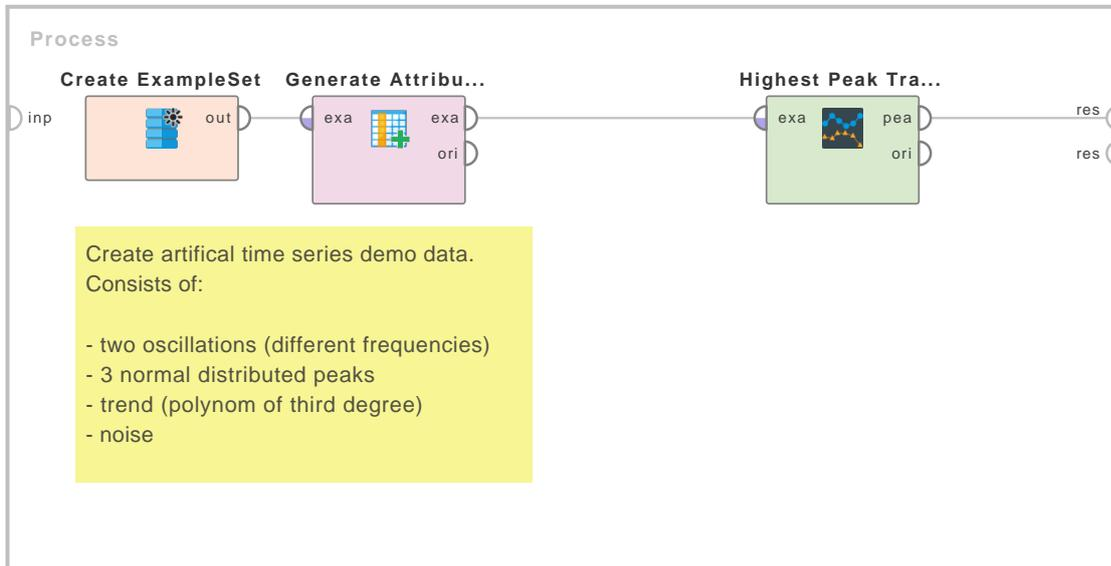 Process
Create ExampleSet
Generate Attribu...
Highest Peak Tra...
inp
out
exa
exa
exa
pea
res
ori
ori
res
Create artifical time series demo data.
Consists of:
- two oscillations (different frequencies)
- 3 normal distributed peaks
- trend (polynom of third degree)
- noise